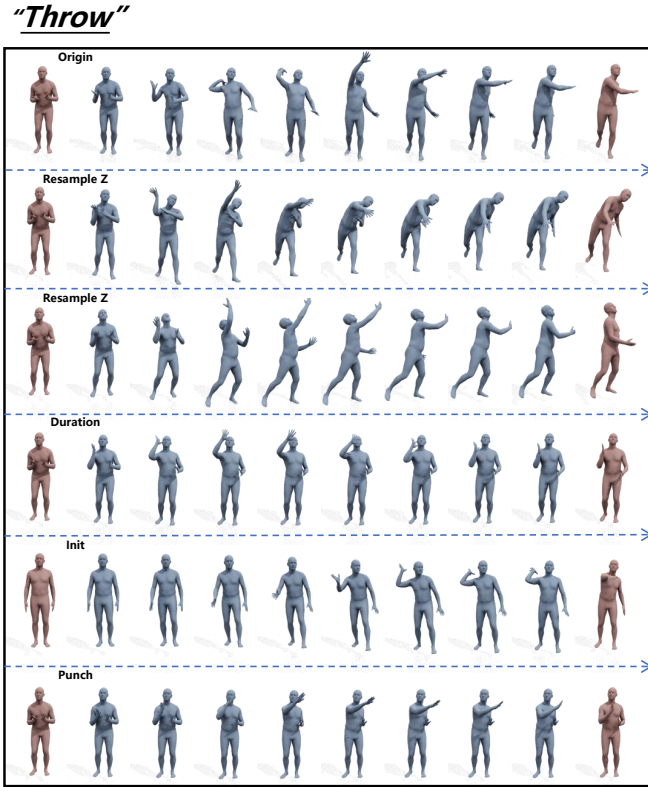 "Throw"
Origin
Resample Z
Resample Z
Duration
Init
Punch